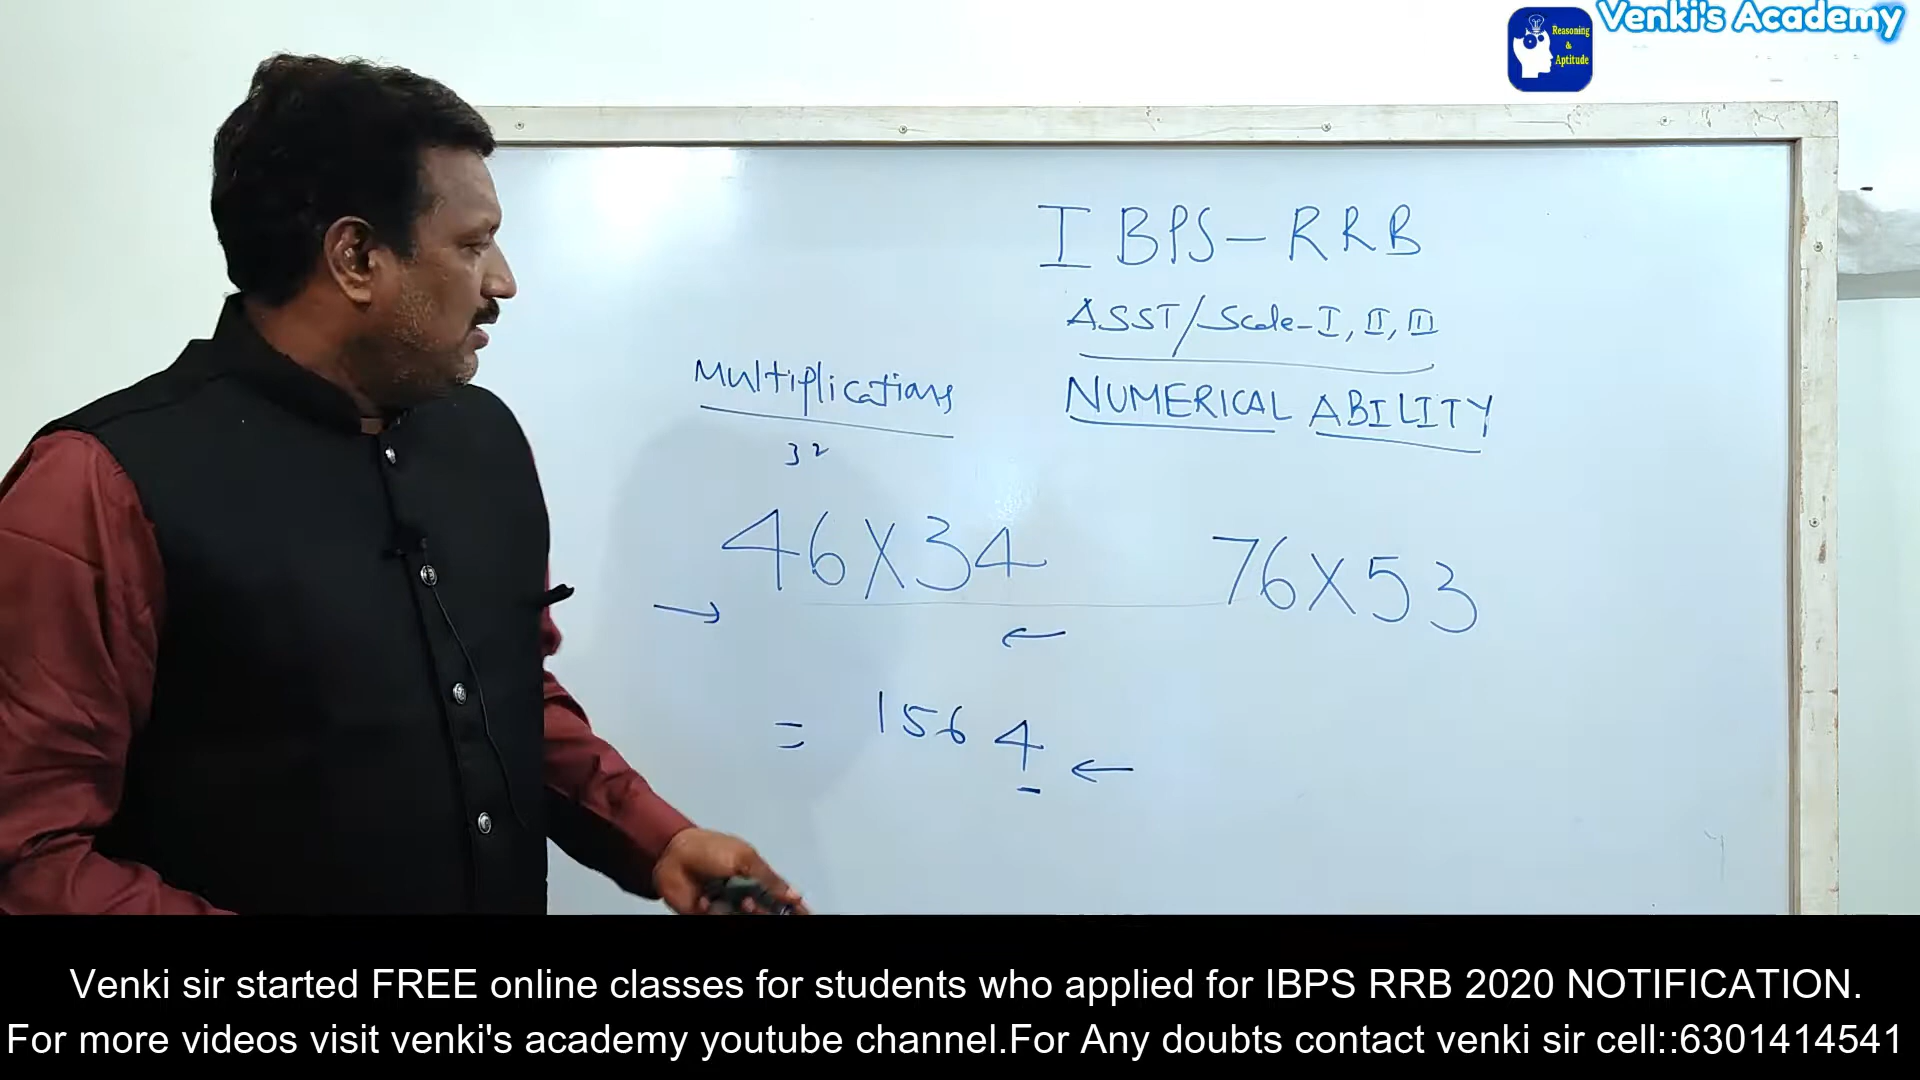 Venki's Academy
Reasoning
&
Aptitude
IBPS-RRB
ASST/Scale-I, II, III
Multiplications
NUMERICAL ABILITY
3 2
46X34
76X53
→
←
= 1564 ←
Venki sir started FREE online classes for students who applied for IBPS RRB 2020 NOTIFICATION.
For more videos visit venki's academy youtube channel.For Any doubts contact venki sir cell::6301414541